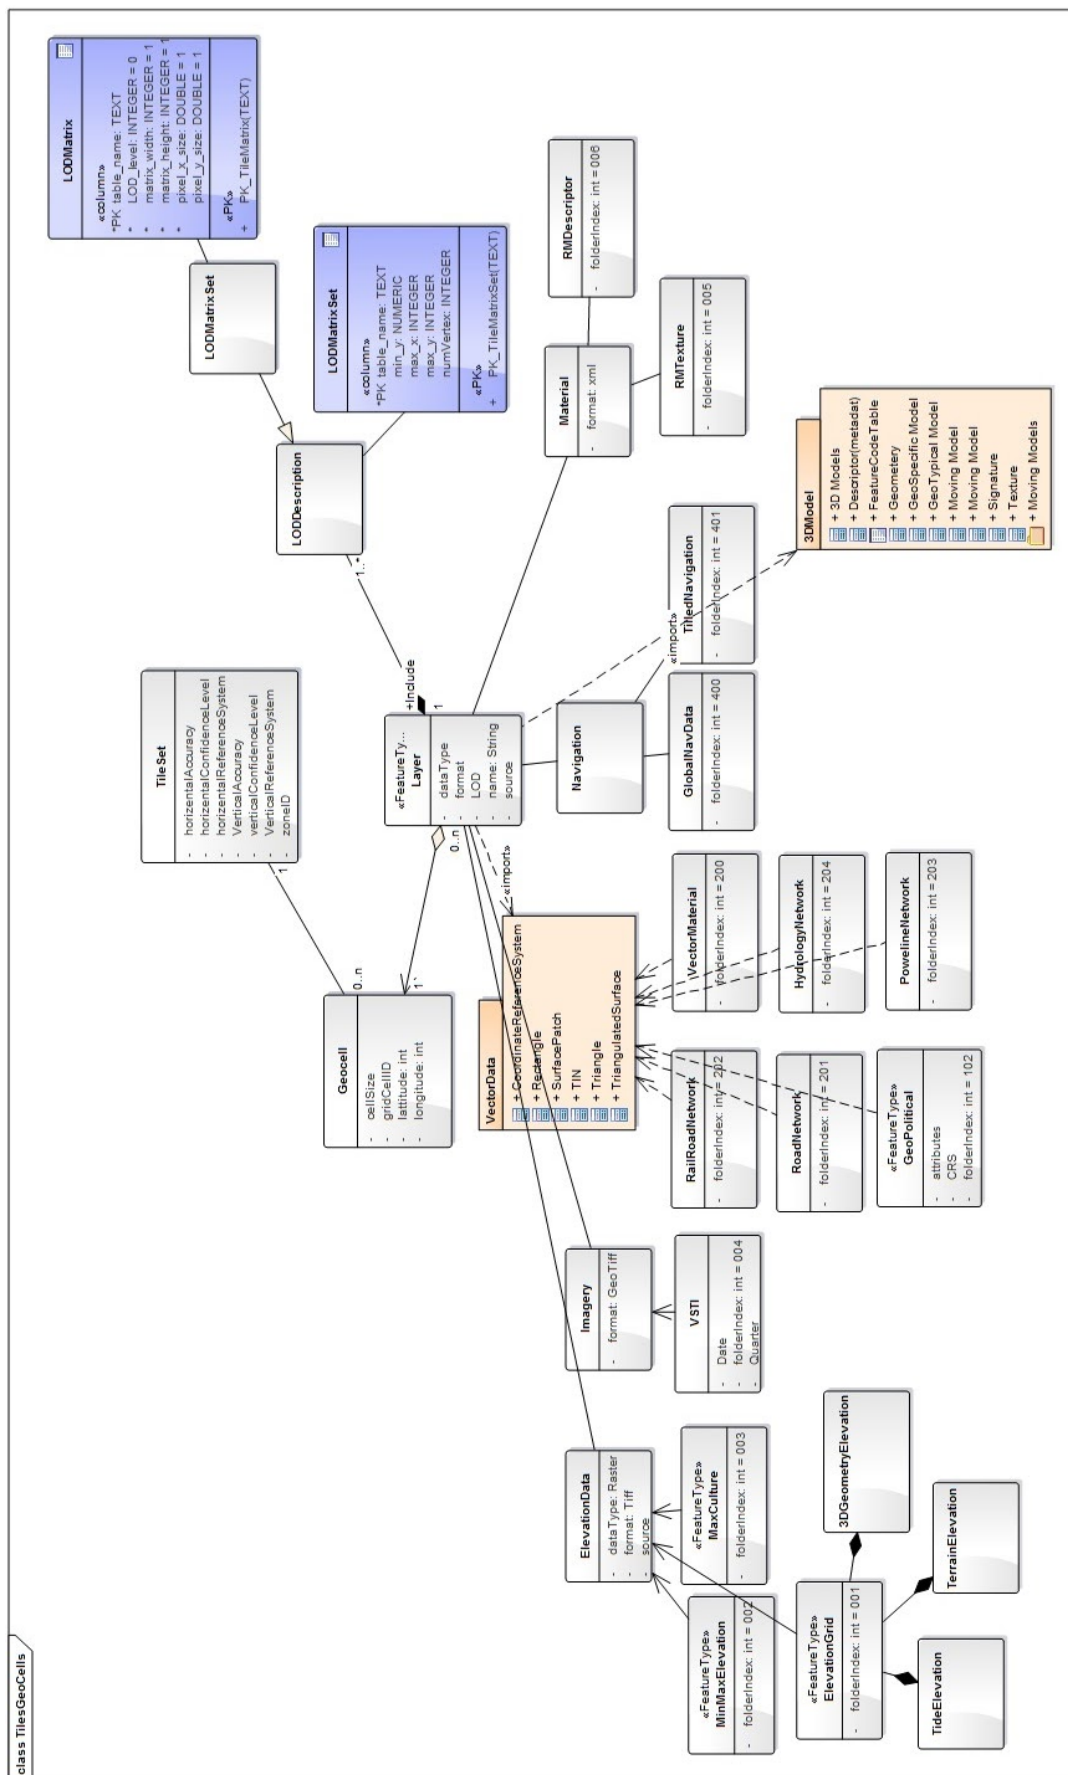 class TilesGeoCells
TileSet
- horizontalAccuracy
- horizontalConfidenceLevel
- horizontalReferenceSystem
- VerticalAccuracy
- verticalConfidenceLevel
- VerticalReferenceSystem
- zoneID
1
0..n
Geocell
- cellSize
- gridCellID
- lattitude: int
- longitude: int
1`
0..n
«FeatureTy...
Layer
- dataType
- format
- LOD
- name: String
- source
+Include
1
1..*
LODDescription
LODMatrixSet
LODMatrix
«column»
*PK table_name: TEXT
* LOD_level: INTEGER = 0
* matrix_width: INTEGER = 1
* matrix_height: INTEGER = 1
* pixel_x_size: DOUBLE = 1
* pixel_y_size: DOUBLE = 1
«PK»
+ PK_TileMatrix(TEXT)
LODMatrixSet
«column»
*PK table_name: TEXT
min_y: NUMERIC
max_x: INTEGER
max_y: INTEGER
numVertex: INTEGER
«PK»
+ PK_TileMatrixSet(TEXT)
«import»
VectorData
+ CoordinateReferenceSystem
+ Rectangle
+ SurfacePatch
+ TIN
+ Triangle
+ TriangulatedSurface
ElevationData
- dataType: Raster
- format: Tiff
- source
Imagery
- format: GeoTiff
Navigation
Material
- format: xml
RMDescriptor
- folderIndex: int = 006
«FeatureType»
MinMaxElevation
- folderIndex: int = 002
«FeatureType»
MaxCulture
- folderIndex: int = 003
VSTI
- Date
- folderIndex: int = 004
- Quarter
RailRoadNetwork
- folderIndex: int = 202
VectorMaterial
- folderIndex: int = 200
GlobalNavData
- folderIndex: int = 400
TilledNavigation
- folderIndex: int = 401
«import»
RMTexture
- folderIndex: int = 005
«FeatureType»
ElevationGrid
- folderIndex: int = 001
3DGeometryElevation
RoadNetwork
- folderIndex: int = 201
HydrologyNetwork
- folderIndex: int = 204
3DModel
+ 3D Models
+ Descriptor(metadat)
+ FeatureCodeTable
+ Geometery
+ GeoSpecific Model
+ GeoTypical Model
+ Moving Model
+ Moving Model
+ Signature
+ Texture
+ Moving Models
TideElevation
TerrainElevation
«FeatureType»
GeoPolitical
- attributes
- CRS
- folderIndex: int = 102
PowelineNetwork
- folderIndex: int = 203